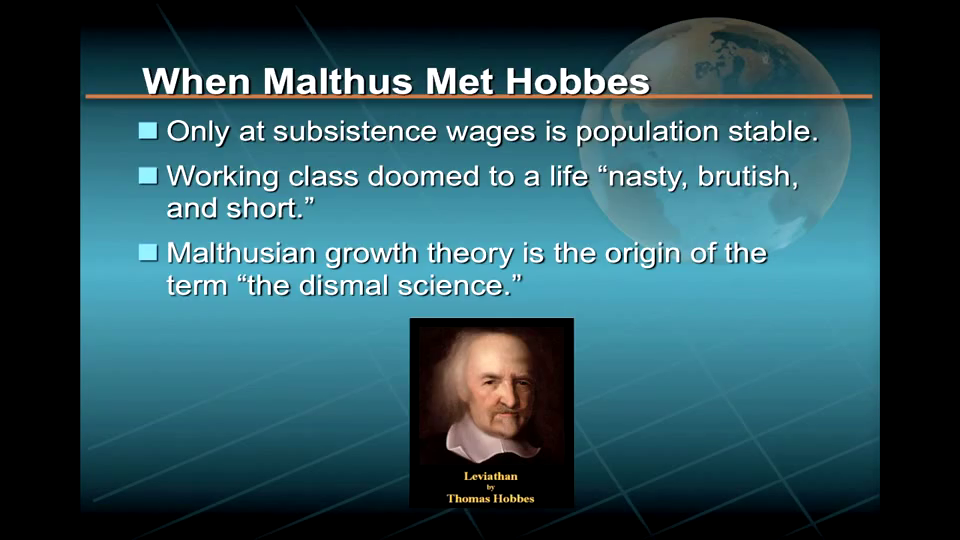 When Malthus Met Hobbes
Only at subsistence wages is population stable.
Working class doomed to a life “nasty, brutish,
and short.”
Malthusian growth theory is the origin of the
term “the dismal science.”
Leviathan
by
Thomas Hobbes